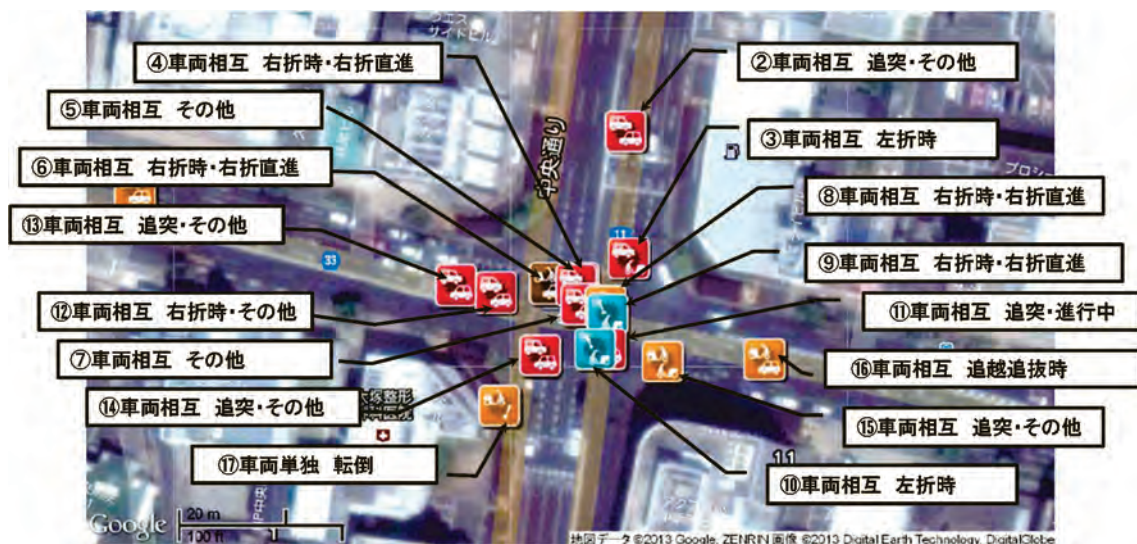 ウエス
サイドビル
④車両相互 右折時・右折直進
②車両相互 追突・その他
⑤車両相互 その他
③車両相互 左折時
中央通り
⑥車両相互 右折時・右折直進
⑧車両相互 右折時・右折直進
⑬車両相互 追突・その他
11
33
⑨車両相互 右折時・右折直進
⑫車両相互 右折時・その他
⑪車両相互 追突・進行中
⑦車両相互 その他
⑯車両相互 追越追抜時
⑭車両相互 追突・その他
⑮車両相互 追突・その他
⑰車両単独 転倒
11
⑩車両相互 左折時
Google
20 m
100 ft
地図データ ©2013 Google, ZENRIN 画像 ©2013 Digital Earth Technology, DigitalGlobe